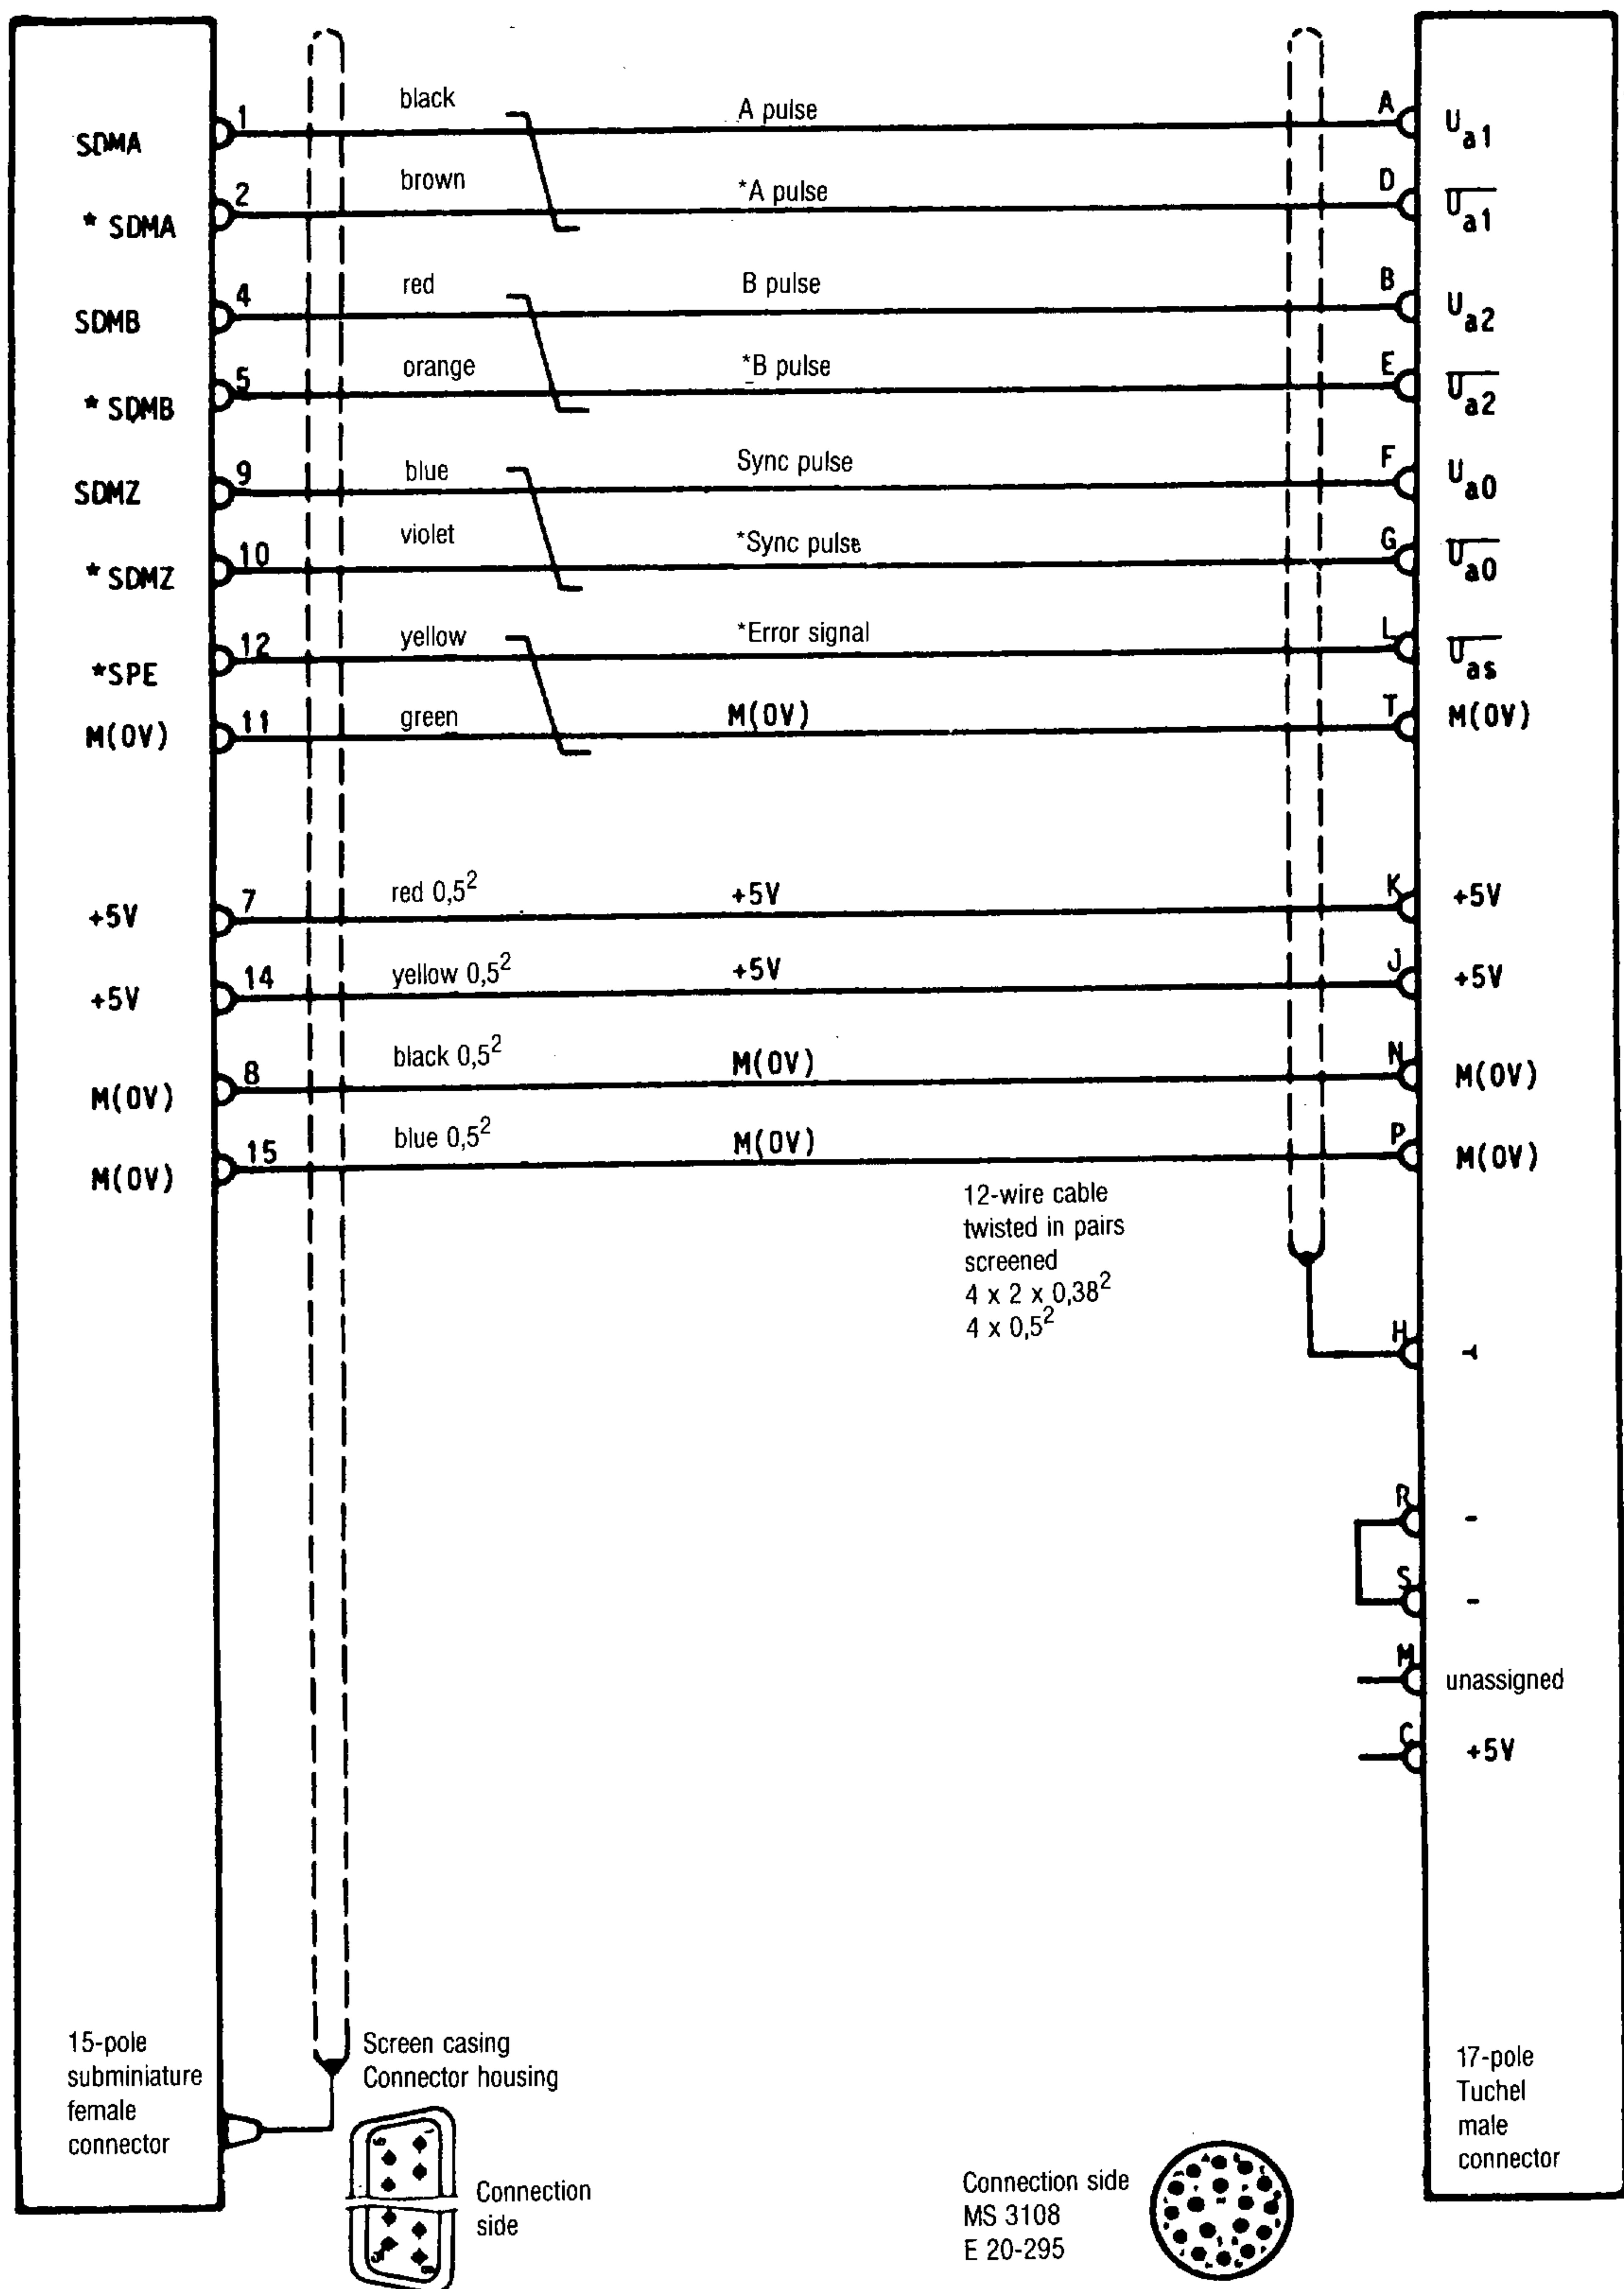 1 black A pulse A
SDMA Ua1
2 brown *A pulse D
* SDMA Ua1
4 red B pulse B
SDMB Ua2
5 orange *B pulse E
* SDMB Ua2
9 blue Sync pulse F
SDMZ Ua0
10 violet *Sync pulse G
* SDMZ Ua0
12 yellow *Error signal L
*SPE Uas
11 green M(0V) T
M(0V) M(0V)
7 red 0,5² +5V K
+5V +5V
14 yellow 0,5² +5V J
+5V +5V
8 black 0,5² M(0V) N
M(0V) M(0V)
15 blue 0,5² M(0V) P
M(0V) M(0V)
12-wire cable
twisted in pairs
screened
4 x 2 x 0,38²
4 x 0,5²
H
R -
S -
M
unassigned
C
+5V
15-pole
subminiature
female
connector
Screen casing
Connector housing
Connection
side
Connection side
MS 3108
E 20-295
17-pole
Tuchel
male
connector